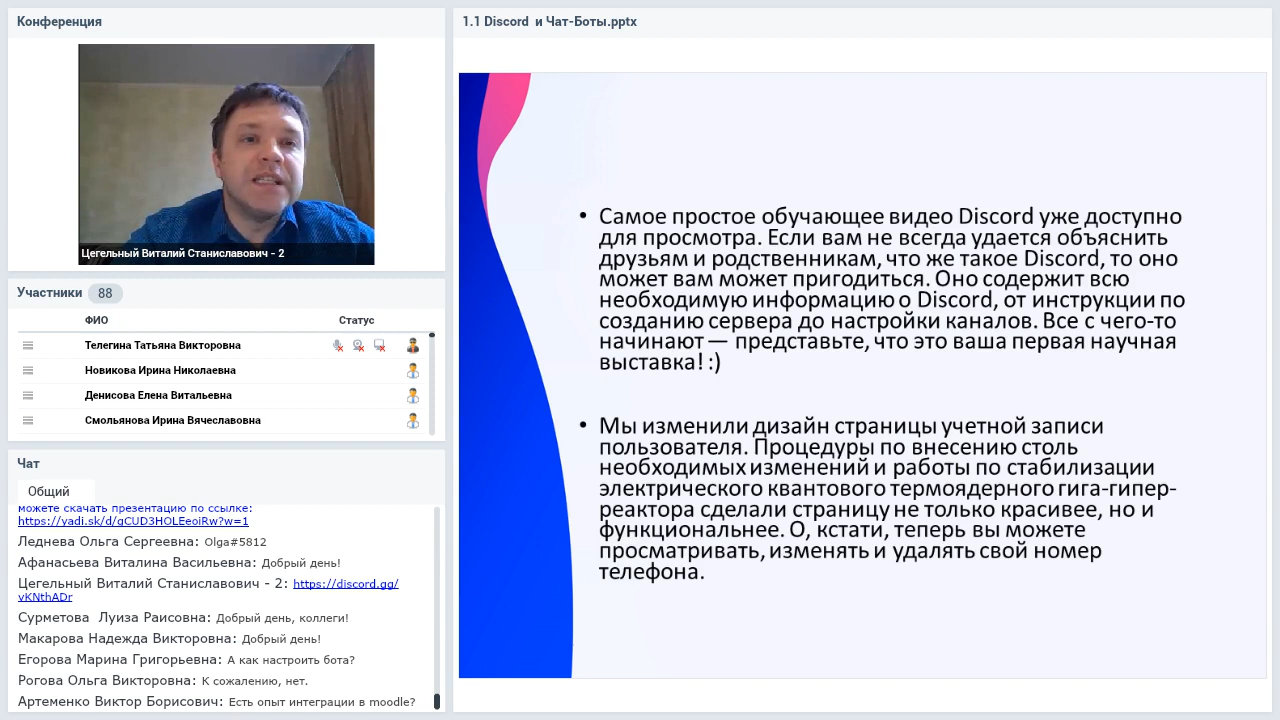 Конференция
Цегельный Виталий Станиславович - 2
Участники 88
ФИО Статус
Телегина Татьяна Викторовна
Новикова Ирина Николаевна
Денисова Елена Витальевна
Смольянова Ирина Вячеславовна
Чат
Общий
можете скачать презентацию по ссылке:
https://yadi.sk/d/gCUD3HOLEeoiRw?w=1
Леднева Ольга Сергеевна: Olga#5812
Афанасьева Виталина Васильевна: Добрый день!
Цегельный Виталий Станиславович - 2: https://discord.gg/
vKNthADr
Сурметова Луиза Раисовна: Добрый день, коллеги!
Макарова Надежда Викторовна: Добрый день!
Егорова Марина Григорьевна: А как настроить бота?
Рогова Ольга Викторовна: К сожалению, нет.
Артеменко Виктор Борисович: Есть опыт интеграции в moodle?
1.1 Discord и Чат-Боты.pptx
• Самое простое обучающее видео Discord уже доступно
для просмотра. Если вам не всегда удается объяснить
друзьям и родственникам, что же такое Discord, то оно
может вам может пригодиться. Оно содержит всю
необходимую информацию о Discord, от инструкции по
созданию сервера до настройки каналов. Все с чего-то
начинают — представьте, что это ваша первая научная
выставка! :)
• Мы изменили дизайн страницы учетной записи
пользователя. Процедуры по внесению столь
необходимых изменений и работы по стабилизации
электрического квантового термоядерного гига-гипер-
реактора сделали страницу не только красивее, но и
функциональнее. О, кстати, теперь вы можете
просматривать, изменять и удалять свой номер
телефона.